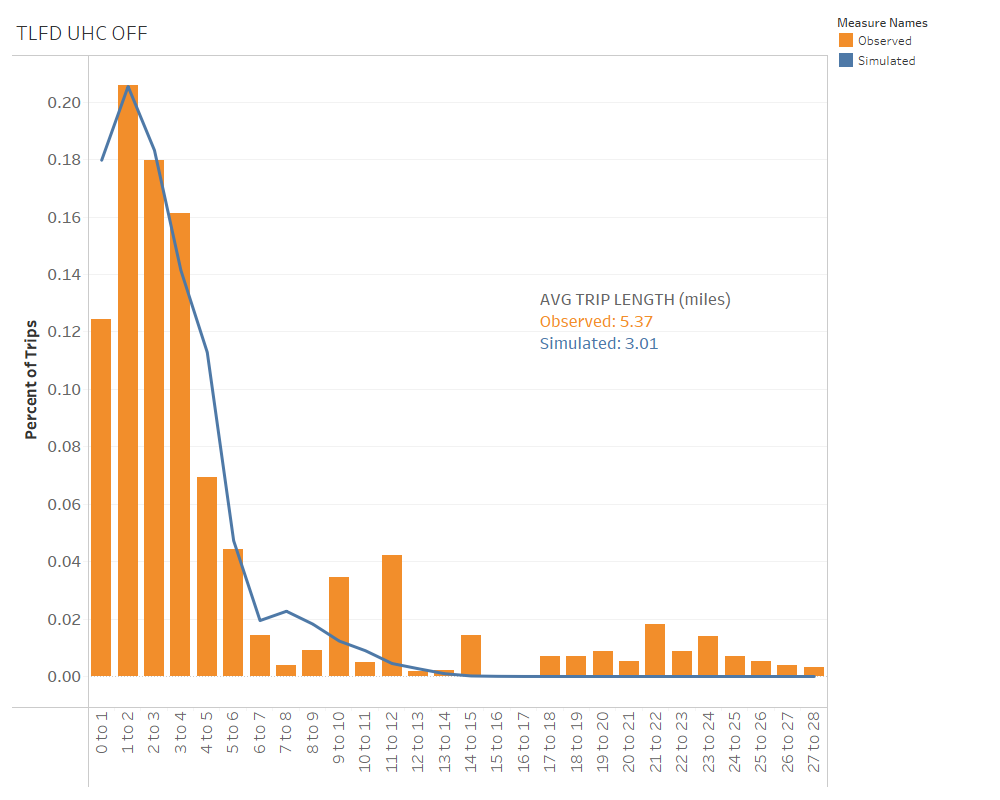 TLFD UHC OFF
Measure Names
Observed
Simulated
0.20
0.18
0.16
0.14
0.12
0.10
0.08
0.06
0.04
0.02
0.00
Percent of Trips
AVG TRIP LENGTH (miles)
Observed: 5.37
Simulated: 3.01
0 to 1
1 to 2
2 to 3
3 to 4
4 to 5
5 to 6
6 to 7
7 to 8
8 to 9
9 to 10
10 to 11
11 to 12
12 to 13
13 to 14
14 to 15
15 to 16
16 to 17
17 to 18
18 to 19
19 to 20
20 to 21
21 to 22
22 to 23
23 to 24
24 to 25
25 to 26
26 to 27
27 to 28